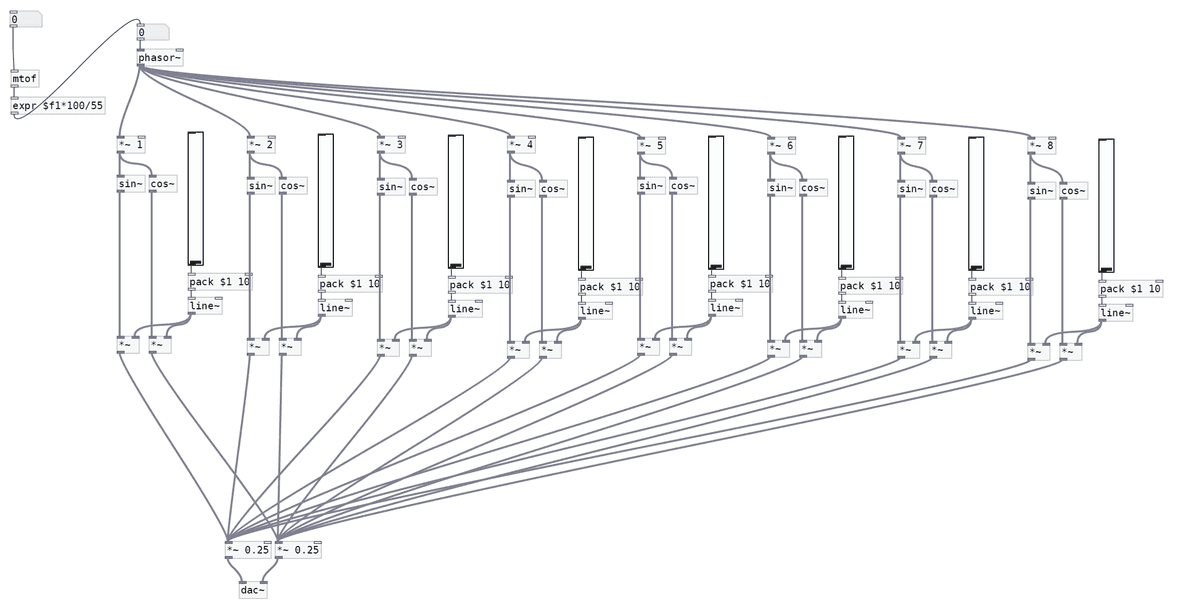 0
0
phasor~
mtof
expr $f1*100/55
*~ 1
*~ 2
*~ 3
*~ 4
*~ 5
*~ 6
*~ 7
*~ 8
sin~ cos~
sin~ cos~
sin~ cos~
sin~ cos~
sin~ cos~
sin~ cos~
sin~ cos~
sin~ cos~
pack $1 10
pack $1 10
pack $1 10
pack $1 10
pack $1 10
pack $1 10
pack $1 10
pack $1 10
line~
line~
line~
line~
line~
line~
line~
line~
*~ *~
*~ *~
*~ *~
*~ *~
*~ *~
*~ *~
*~ *~
*~ *~
*~ 0.25 *~ 0.25
dac~